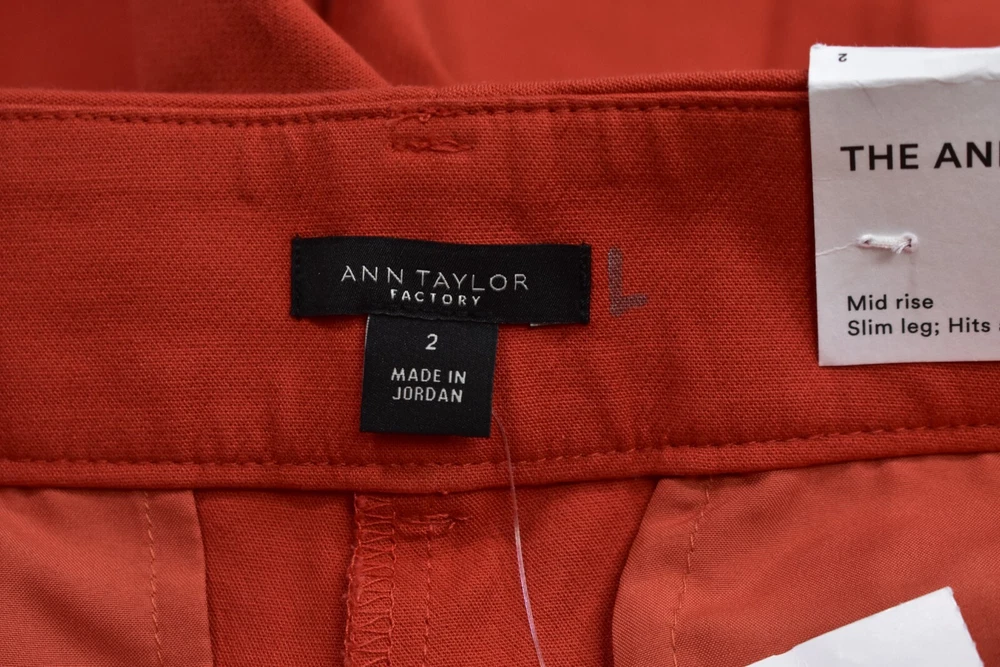 2
THE AN
ANN TAYLOR
FACTORY
L
2
MADE IN
JORDAN
Mid rise
Slim leg; Hits